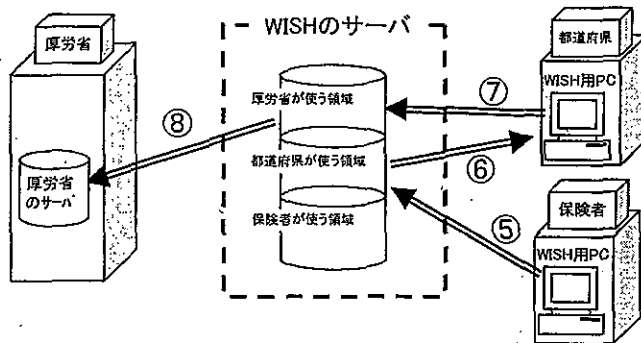 厚労省
WISHのサーバ
都道府県
WISH用PC
厚労省が使う領域
⑦
⑧
都道府県が使う領域
⑥
厚労省
のサーバ
保険者が使う領域
⑤
保険者
WISH用PC